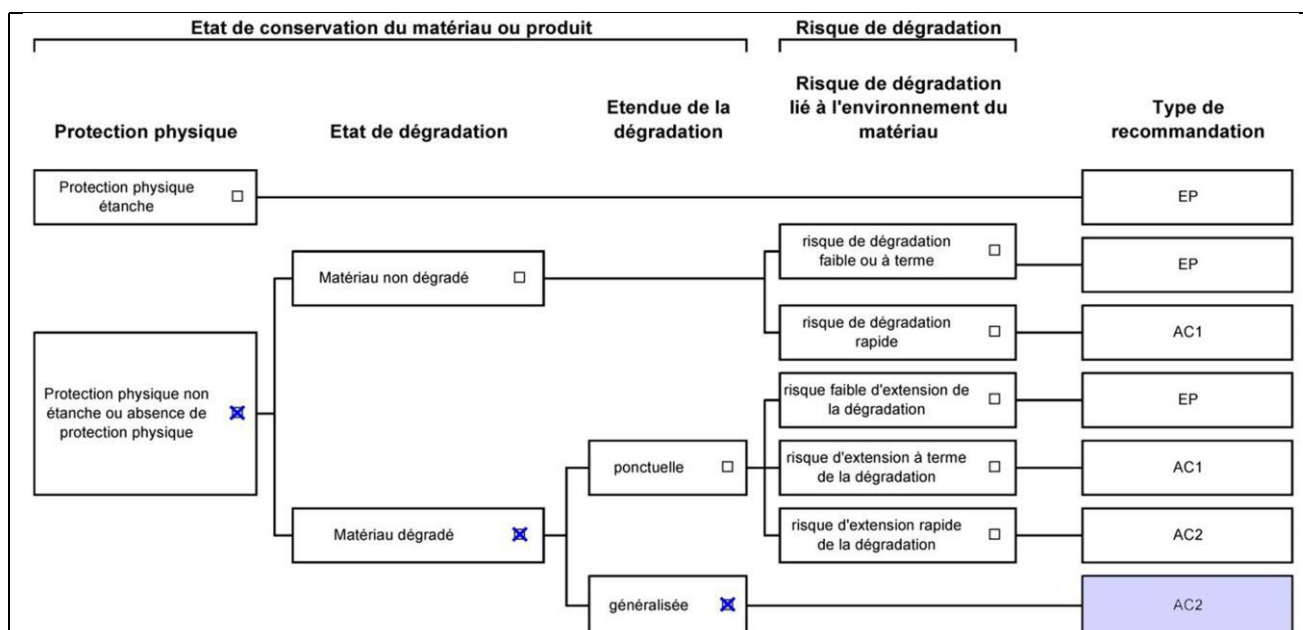 Etat de conservation du matériau ou produit
Risque de dégradation
Protection physique
Etat de dégradation
Etendue de la
dégradation
Risque de dégradation
lié à l'environnement du
matériau
Type de
recommandation
Protection physique
étanche
EP
Matériau non dégradé
risque de dégradation
faible ou à terme
EP
risque de dégradation
rapide
AC1
Protection physique non
étanche ou absence de
protection physique
Matériau dégradé
ponctuelle
risque faible d'extension de
la dégradation
EP
risque d'extension à terme
de la dégradation
AC1
risque d'extension rapide
de la dégradation
AC2
généralisée
AC2